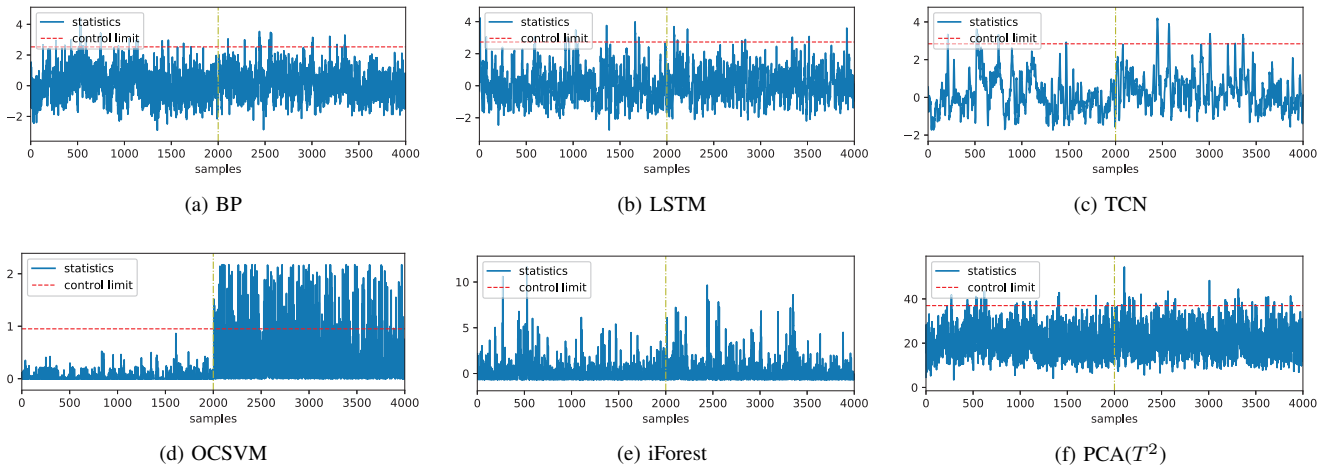 statistics
control limit
4
2
0
−2
0 500 1000 1500 2000 2500 3000 3500 4000
samples
(a) BP
statistics
control limit
4
2
0
−2
0 500 1000 1500 2000 2500 3000 3500 4000
samples
(b) LSTM
statistics
control limit
4
2
0
−2
0 500 1000 1500 2000 2500 3000 3500 4000
samples
(c) TCN
statistics
control limit
2
1
0
0 500 1000 1500 2000 2500 3000 3500 4000
samples
(d) OCSVM
statistics
control limit
10
5
0
0 500 1000 1500 2000 2500 3000 3500 4000
samples
(e) iForest
statistics
control limit
40
20
0
0 500 1000 1500 2000 2500 3000 3500 4000
samples
(f) PCA(T²)